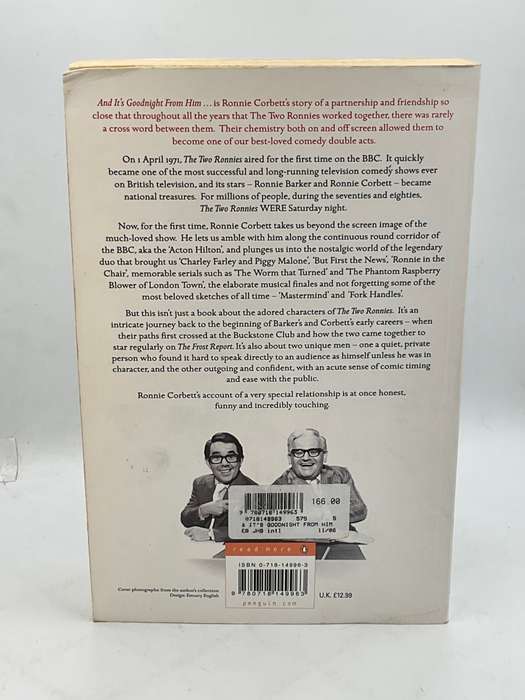 And It's Goodnight From Him . . . is Ronnie Corbett's story of a partnership and friendship so
close that throughout all the years that The Two Ronnies worked together, there was rarely
a cross word between them. Their chemistry both on and off screen allowed them to
become one of our best-loved comedy double acts.
On 1 April 1971, The Two Ronnies aired for the first time on the BBC. It quickly
became one of the most successful and long-running television comedy shows ever
on British television, and its stars – Ronnie Barker and Ronnie Corbett – became
national treasures. For millions of people, during the seventies and eighties,
The Two Ronnies WERE Saturday night.
Now, for the first time, Ronnie Corbett takes us beyond the screen image of the
much-loved show. He lets us amble with him along the continuous round corridor of
the BBC, aka the 'Acton Hilton', and plunges us into the nostalgic world of the legendary
duo that brought us 'Charley Farley and Piggy Malone', 'But First the News', 'Ronnie in the
Chair', memorable serials such as 'The Worm that Turned' and 'The Phantom Raspberry
Blower of London Town', the elaborate musical finales and not forgetting some of the
most beloved sketches of all time – 'Mastermind' and 'Fork Handles'.
But this isn't just a book about the adored characters of The Two Ronnies. It's an
intricate journey back to the beginning of Barker's and Corbett's early careers – when
their paths first crossed at the Buckstone Club and how the two came together to
star regularly on The Frost Report. It's also about two unique men – one a quiet, private
person who found it hard to speak directly to an audience as himself unless he was in
character, and the other outgoing and confident, with an acute sense of comic timing
and ease with the public.
Ronnie Corbett's account of a very special relationship is at once honest,
funny and incredibly touching.
166.00
9 780718 149963
0718149963 575 5
& IT'S GOODNIGHT FROM HIM
EB JHB intl 11/06
read more
ISBN 0-718-14996-3
9 780718 149963
penguin.com
Cover photographs from the author's collection
Design: Estuary English
U.K. £12.99